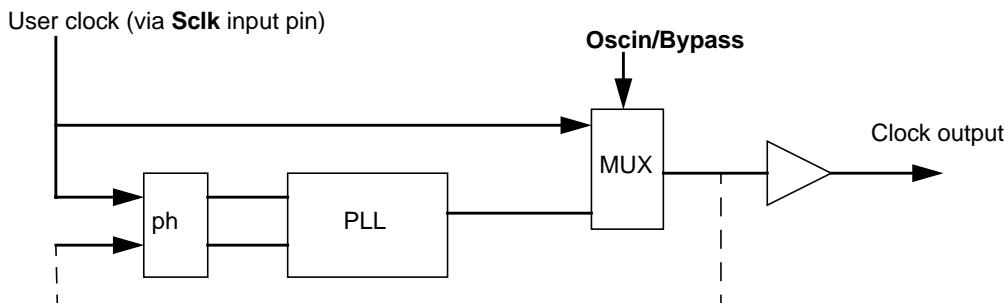 User clock (via Sclk input pin)
Oscin/Bypass
Clock output
MUX
ph
PLL